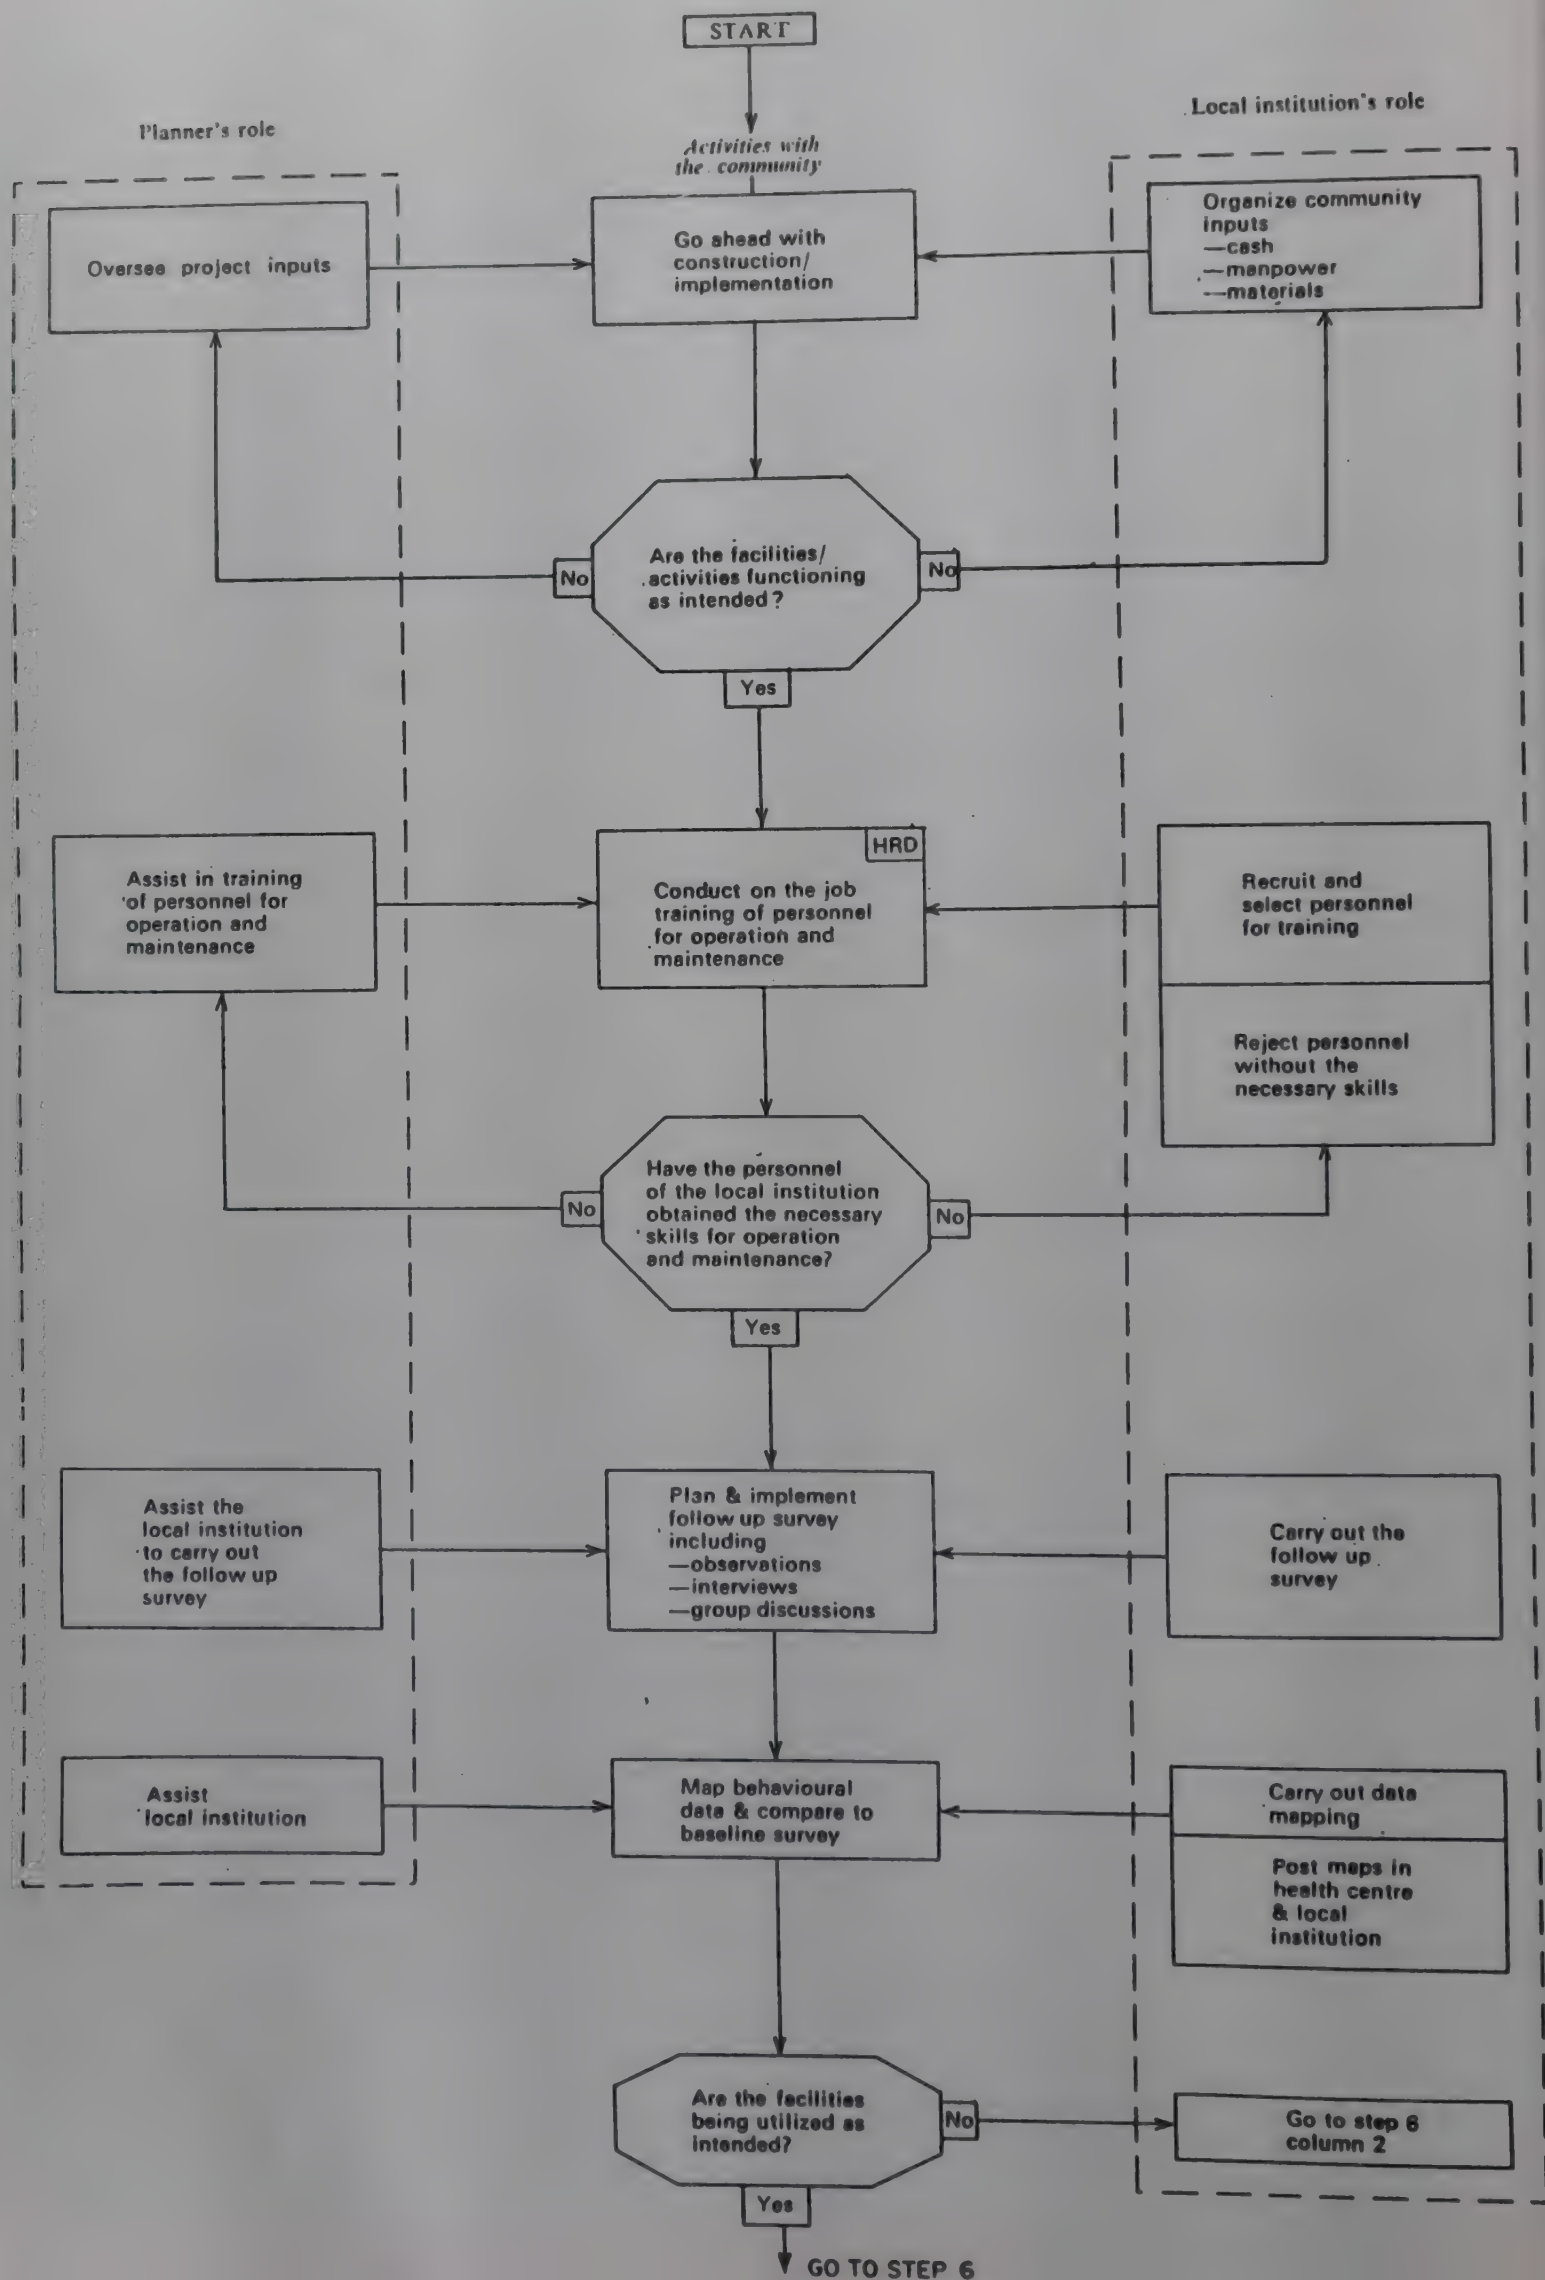 START
Planner's role
Local institution's role
Activities with
the community
Oversee project inputs
Go ahead with
construction/
implementation
Organize community
inputs
—cash
—manpower
—materials
Are the facilities/
activities functioning
as intended?
No
No
Yes
Assist in training
of personnel for
operation and
maintenance
HRD
Conduct on the job
training of personnel
for operation and
maintenance
Recruit and
select personnel
for training
Reject personnel
without the
necessary skills
Have the personnel
of the local institution
obtained the necessary
skills for operation
and maintenance?
No
No
Yes
Assist the
local institution
to carry out
the follow up
survey
Plan & implement
follow up survey
including
—observations
—interviews
—group discussions
Carry out the
follow up
survey
Assist
local institution
Map behavioural
data & compare to
baseline survey
Carry out data
mapping
Post maps in
health centre
& local
institution
Are the facilities
being utilized as
intended?
No
Go to step 6
column 2
Yes
GO TO STEP 6